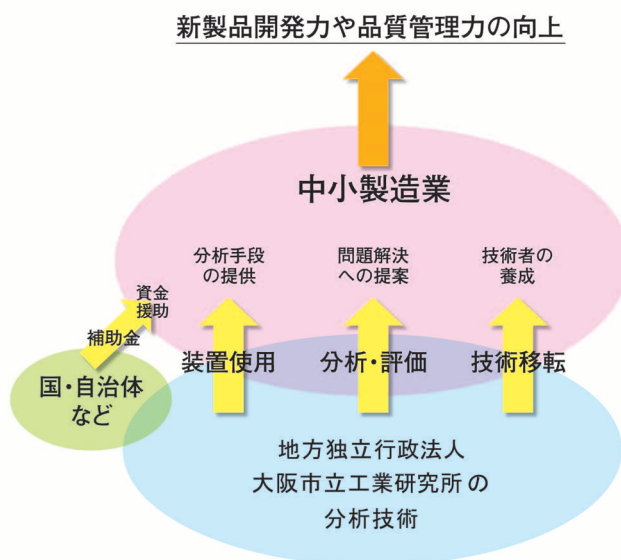 新製品開発力や品質管理力の向上
中小製造業
分析手段
の提供
問題解決
への提案
技術者の
養成
資金
援助
補助金
装置使用
分析・評価
技術移転
国・自治体
など
地方独立行政法人
大阪市立工業研究所の
分析技術